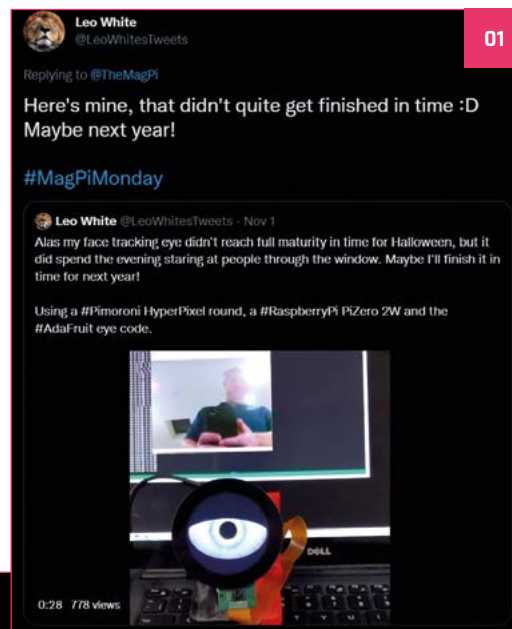 Leo White
@LeoWhitesTweets
01
Replying to @TheMagPi
Here's mine, that didn't quite get finished in time :D
Maybe next year!
#MagPiMonday
Leo White @LeoWhitesTweets · Nov 1
Alas my face tracking eye didn't reach full maturity in time for Halloween, but it
did spend the evening staring at people through the window. Maybe I'll finish it in
time for next year!
Using a #Pimoroni HyperPixel round, a #RaspberryPi PiZero 2W and the
#AdaFruit eye code.
DELL
0:28 778 views